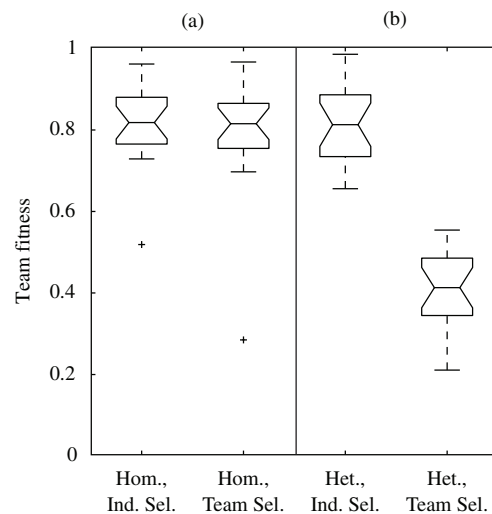 (a) (b)
1
0.8
0.6
0.4
0.2
0
Team fitness
Hom., Hom., Het., Het.,
Ind. Sel. Team Sel. Ind. Sel. Team Sel.